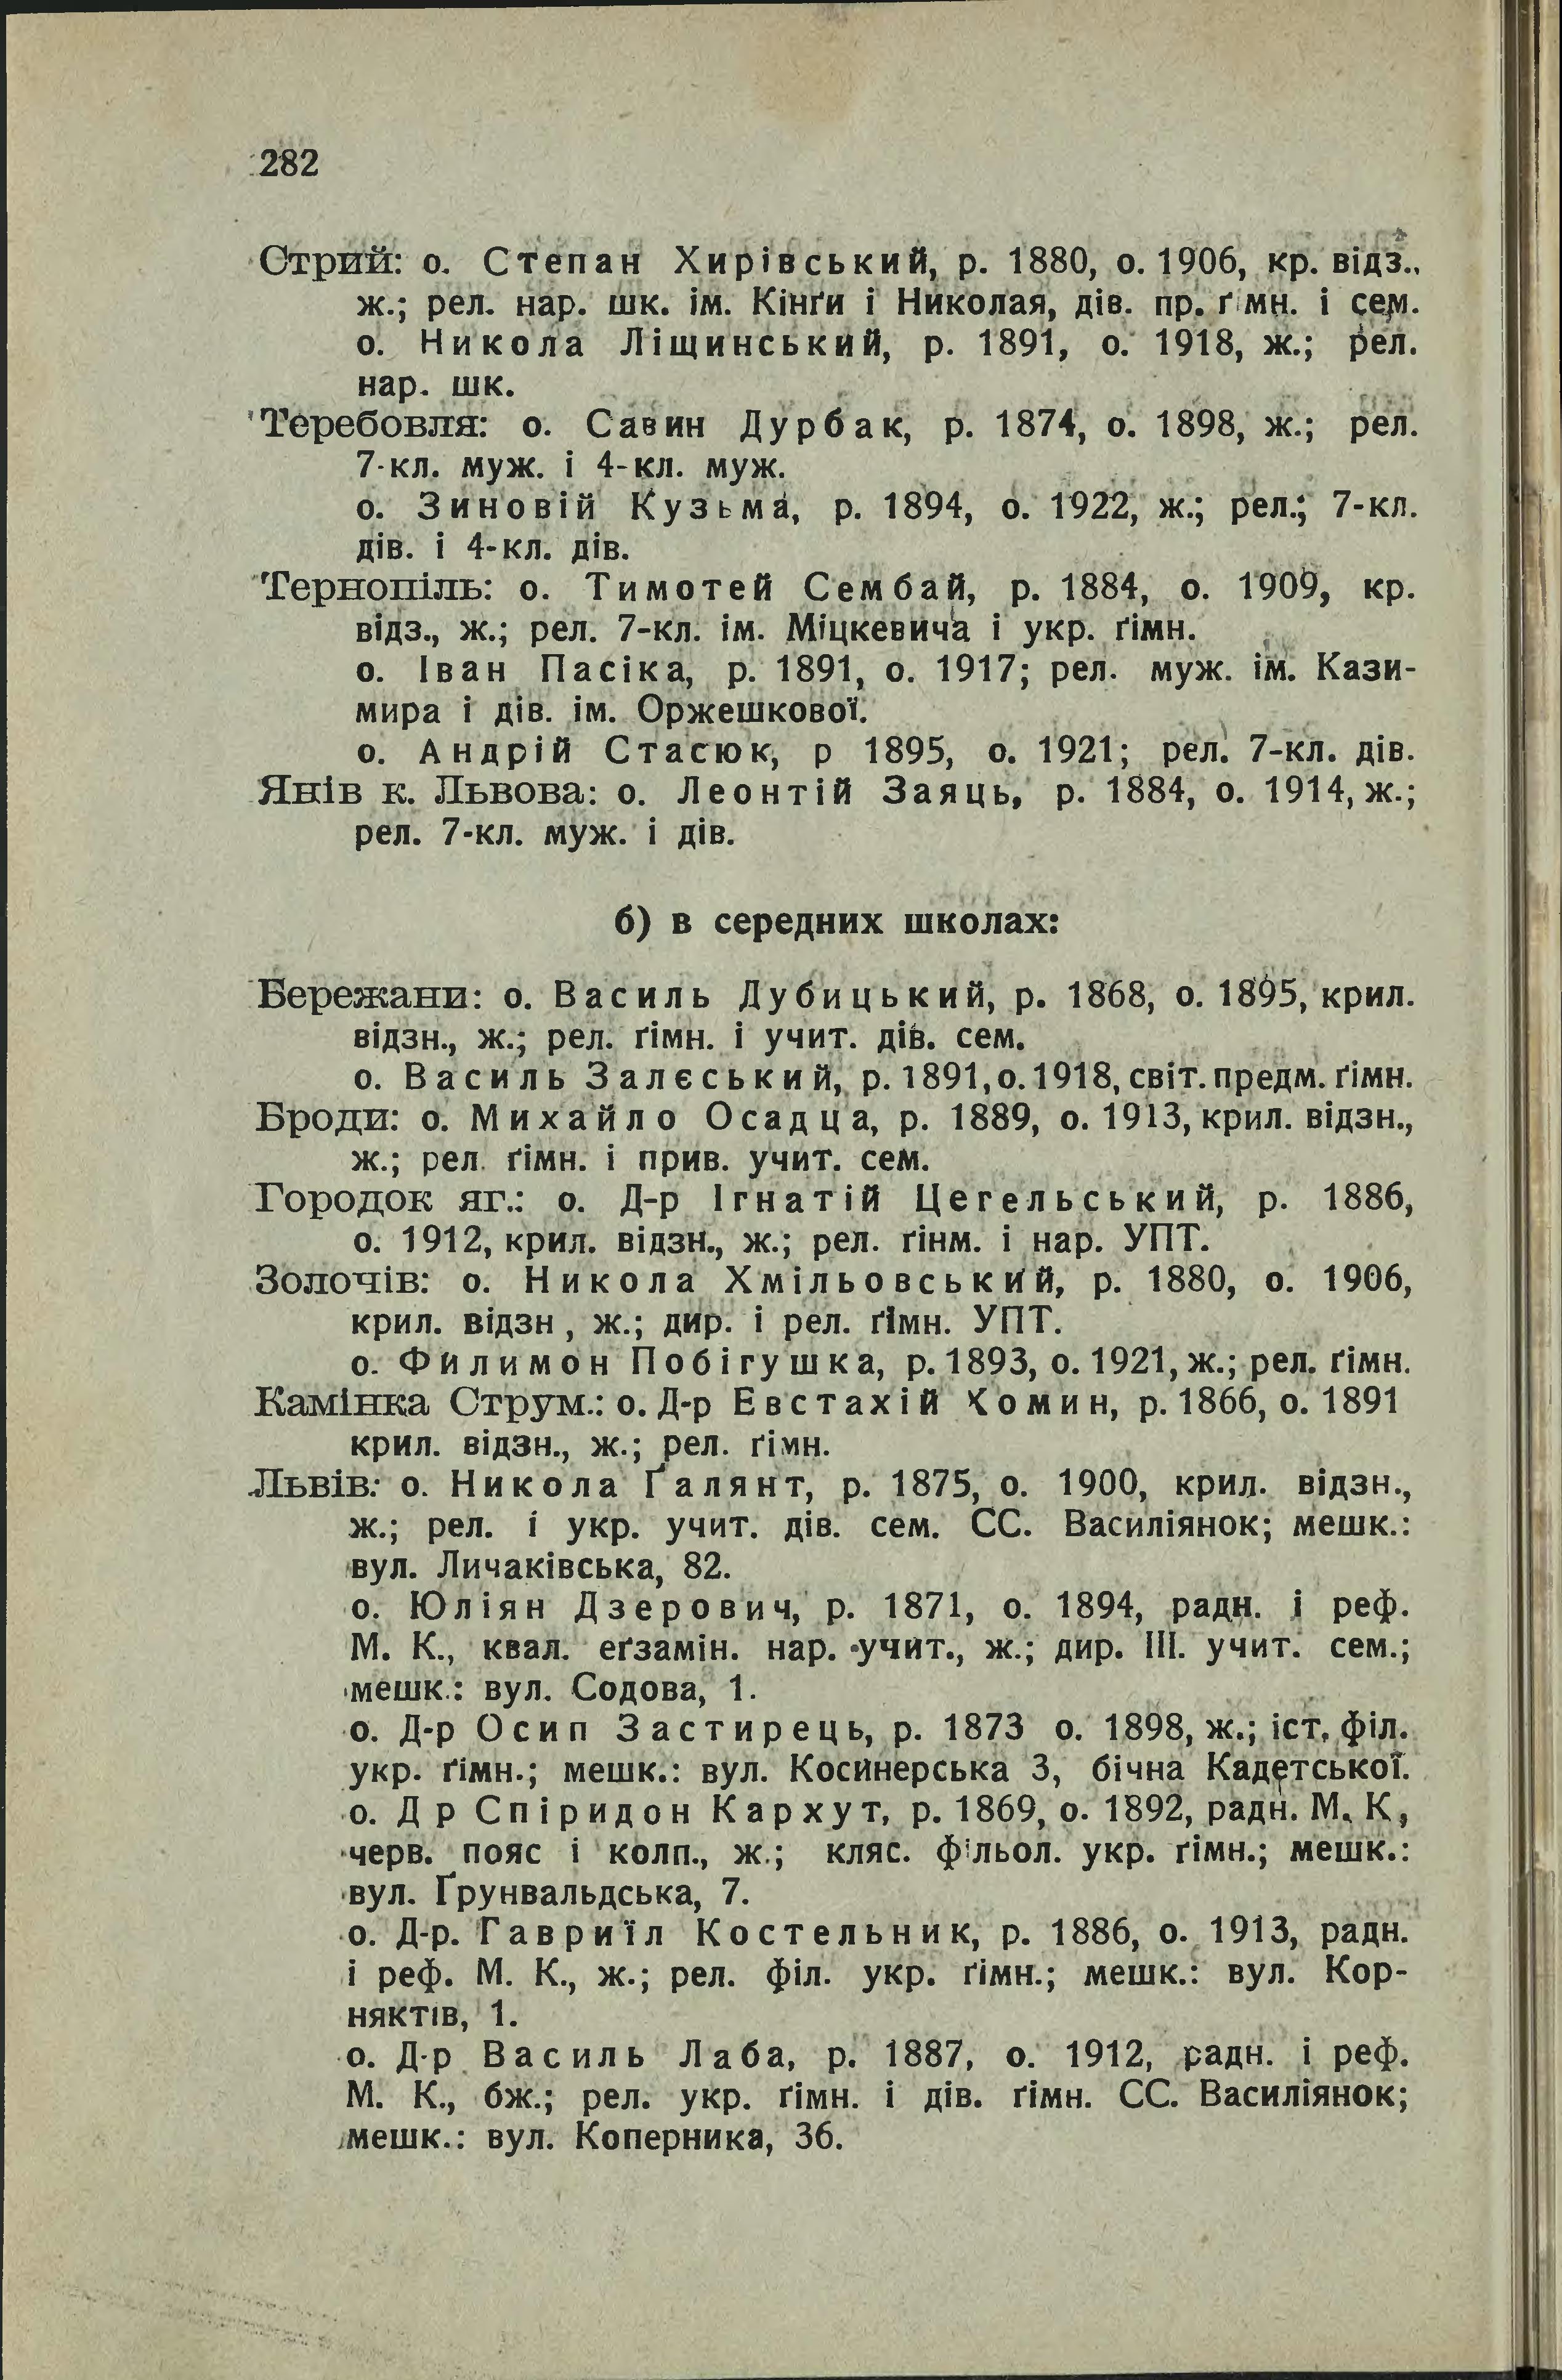 282
Стрий: о. Степан Хирівський, р. 1880, о. 1906, кр. відз.,
ж.; рел. нар. шк. ім. Кінґи і Николая, дів. пр. ґімн. і сем.
о. Никола Ліщинський, р. 1891, о. 1918, ж.; рел.
нар. шк.
Теребовля: о. Савин Дурбак, р. 1874, о. 1898, ж.; рел.
7-кл. муж. і 4-кл. муж.
о. Зиновій Кузьма, р. 1894, о. 1922, ж.; рел.; 7-кл.
дів. і 4-кл. дів.
Тернопіль: о. Тимотей Сембай, р. 1884, о. 1909, кр.
відз., ж.; рел. 7-кл. ім. Міцкевича і укр. ґімн.
о. Іван Пасіка, р. 1891, о. 1917; рел. муж. ім. Кази-
мира і дів. ім. Оржешкової.
о. Андрій Стасюк, р 1895, о. 1921; рел. 7-кл. дів.
Янів к. Львова: о. Леонтій Заяць, р. 1884, о. 1914, ж.;
рел. 7-кл. муж. і дів.
б) в середних школах:
Бережани: о. Василь Дубицький, р. 1868, о. 1895, крил.
відзн., ж.; рел. ґімн. і учит. дів. сем.
о. Василь Залєський, р. 1891, о. 1918, світ. предм. ґімн.
Броди: о. Михайло Осадца, р. 1889, о. 1913, крил. відзн.,
ж.; рел. ґімн. і прив. учит. сем.
Городок яг.: о. Д-р Ігнатій Цегельський, р. 1886,
о. 1912, крил. відзн., ж.; рел. ґінм. і нар. УПТ.
Золочів: о. Никола Хмільовський, р. 1880, о. 1906,
крил. відзн , ж.; дир. і рел. ґімн. УПТ.
о. Филимон Побігушка, р. 1893, о. 1921, ж.; рел. ґімн.
Камінка Струм.: о. Д-р Евстахій Хомин, р. 1866, о. 1891
крил. відзн., ж.; рел. ґімн.
Львів: о. Никола Ґалянт, р. 1875, о. 1900, крил. відзн.,
ж.; рел. і укр. учит. дів. сем. СС. Василіянок; мешк.:
вул. Личаківська, 82.
о. Юліян Дзерович, р. 1871, о. 1894, радн. і реф.
М. К., квал. еґзамін. нар. учит., ж.; дир. III. учит. сем.;
мешк.: вул. Содова, 1.
о. Д-р Осип Застирець, р. 1873 о. 1898, ж.; іст. філ.
укр. ґімн.; мешк.: вул. Косинерська 3, бічна Кадетської.
о. Д р Спіридон Кархут, р. 1869, о. 1892, радн. М. К,
черв. пояс і колп., ж.; кляс. фільол. укр. ґімн.; мешк.:
вул. Ґрунвальдська, 7.
о. Д-р. Гавриїл Костельник, р. 1886, о. 1913, радн.
і реф. М. К., ж.; рел. філ. укр. ґімн.; мешк.: вул. Кор-
няктів, 1.
о. Д-р Василь Лаба, р. 1887, о. 1912, радн. і реф.
М. К., бж.; рел. укр. ґімн. і дів. ґімн. СС. Василіянок;
мешк.: вул. Коперника, 36.